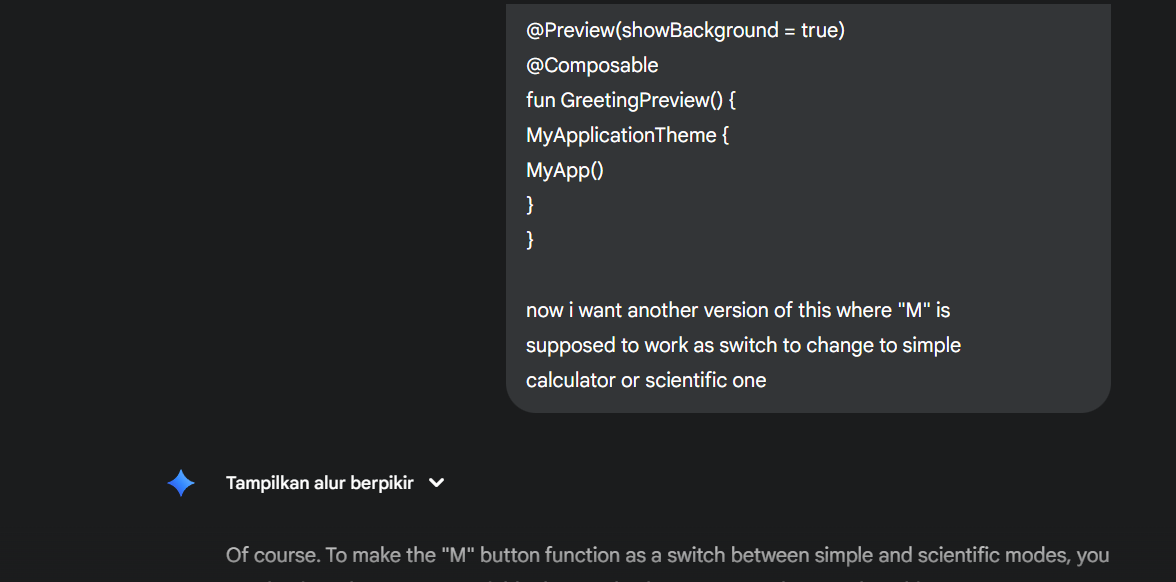 @Preview(showBackground = true)
@Composable
fun GreetingPreview() {
MyApplicationTheme {
MyApp()
}
}
now i want another version of this where "M" is
supposed to work as switch to change to simple
calculator or scientific one
Tampilkan alur berpikir
Of course. To make the "M" button function as a switch between simple and scientific modes, you